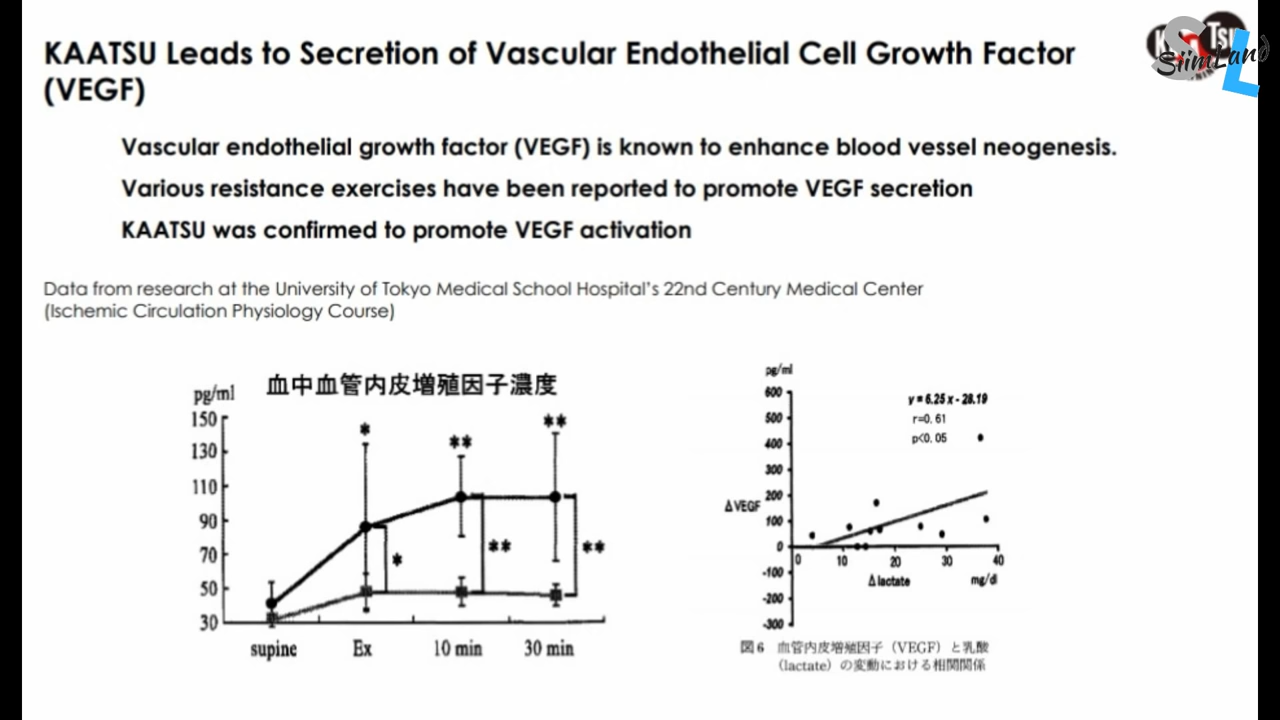 KAATSU Leads to Secretion of Vascular Endothelial Cell Growth Factor
(VEGF)
SiimLand
Vascular endothelial growth factor (VEGF) is known to enhance blood vessel neogenesis.
Various resistance exercises have been reported to promote VEGF secretion
KAATSU was confirmed to promote VEGF activation
Data from research at the University of Tokyo Medical School Hospital's 22nd Century Medical Center
(Ischemic Circulation Physiology Course)
pg/ml
血中血管内皮増殖因子濃度
150
130
110
90
70
50
30
*
**
**
*
**
**
supine Ex 10 min 30 min
pg/ml
600
500
400
300
200
100
0
-100
-200
-300
y = 6.25 x - 28.19
r=0.61
p<0.05
Δ VEGF
0 10 20 30 40
Δ lactate mg/dl
図6 血管内皮増殖因子（VEGF）と乳酸
（lactate）の変動における相関関係